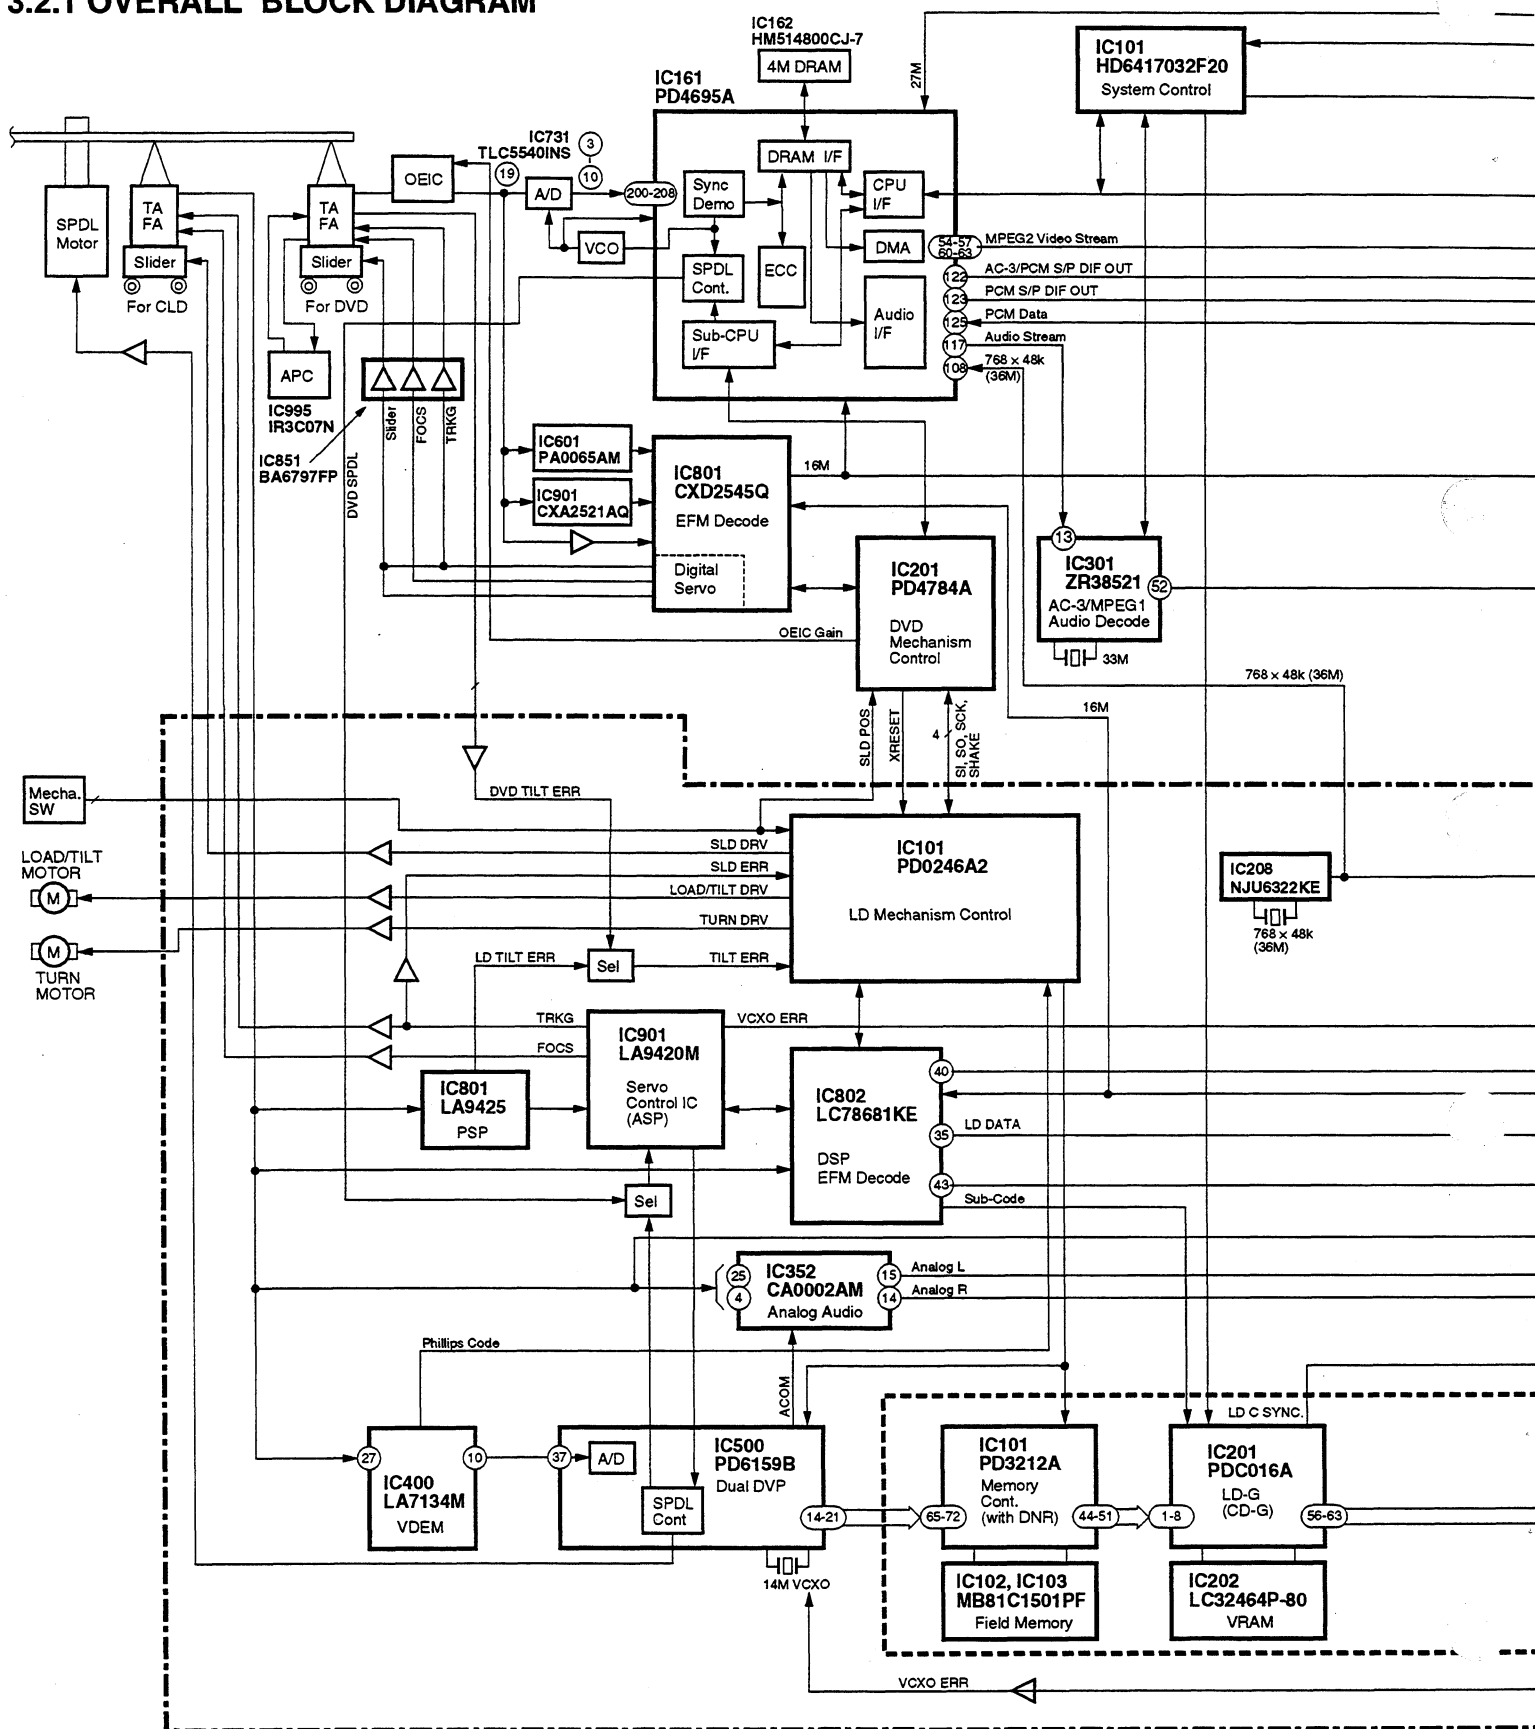 3.2.1 OVERALL BLOCK DIAGRAM
IC162
HM514800CJ-7
4M DRAM
IC161
PD4695A
27M
IC101
HD6417032F20
System Control
IC731
TLC5540INS
3
10
19
OEIC
A/D
200-208
VCO
Sync
Demo
DRAM I/F
CPU
I/F
DMA
SPDL
Cont.
ECC
Audio
I/F
Sub-CPU
I/F
54-57
60-63
MPEG2 Video Stream
122
AC-3/PCM S/P DIF OUT
123
PCM S/P DIF OUT
125
PCM Data
117
Audio Stream
108
768 × 48k
(36M)
SPDL
Motor
TA
FA
Slider
For CLD
TA
FA
Slider
For DVD
APC
IC995
IR3C07N
IC851
BA6797FP
Slider
FOCS
TRKG
DVD SPDL
IC601
PA0065AM
IC901
CXA2521AQ
IC801
CXD2545Q
EFM Decode
Digital
Servo
16M
IC201
PD4784A
DVD
Mechanism
Control
OEIC Gain
13
IC301
ZR38521
AC-3/MPEG1
Audio Decode
52
33M
768 × 48k (36M)
16M
SLD POS
XRESET
4
SI, SO, SCK,
SHAKE
Mecha.
SW
LOAD/TILT
MOTOR
M
M
TURN
MOTOR
DVD TILT ERR
SLD DRV
SLD ERR
LOAD/TILT DRV
TURN DRV
LD TILT ERR
Sel
TILT ERR
IC101
PD0246A2
LD Mechanism Control
IC208
NJU6322KE
768 × 48k
(36M)
TRKG
FOCS
IC901
LA9420M
Servo
Control IC
(ASP)
VCXO ERR
IC801
LA9425
PSP
IC802
LC78681KE
DSP
EFM Decode
40
35
LD DATA
43
Sub-Code
Sel
25
4
IC352
CA0002AM
Analog Audio
15
Analog L
14
Analog R
Phillips Code
ACOM
27
IC400
LA7134M
VDEM
10
37
A/D
IC500
PD6159B
Dual DVP
SPDL
Cont
14-21
14M VCXO
65-72
IC101
PD3212A
Memory
Cont.
(with DNR)
44-51
LD C SYNC.
1-8
IC201
PDC016A
LD-G
(CD-G)
56-63
IC102, IC103
MB81C1501PF
Field Memory
IC202
LC32464P-80
VRAM
VCXO ERR